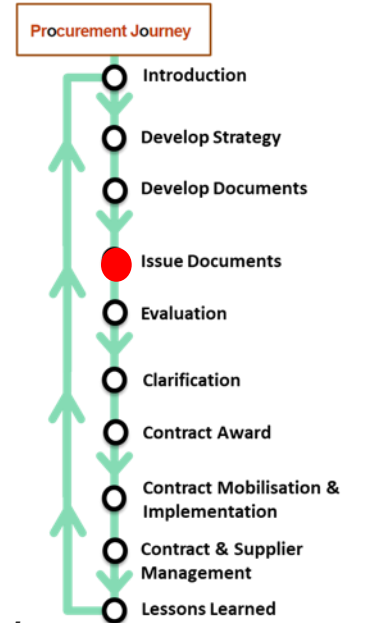 Procurement Journey
Introduction
Develop Strategy
Develop Documents
Issue Documents
Evaluation
Clarification
Contract Award
Contract Mobilisation &
Implementation
Contract & Supplier
Management
Lessons Learned